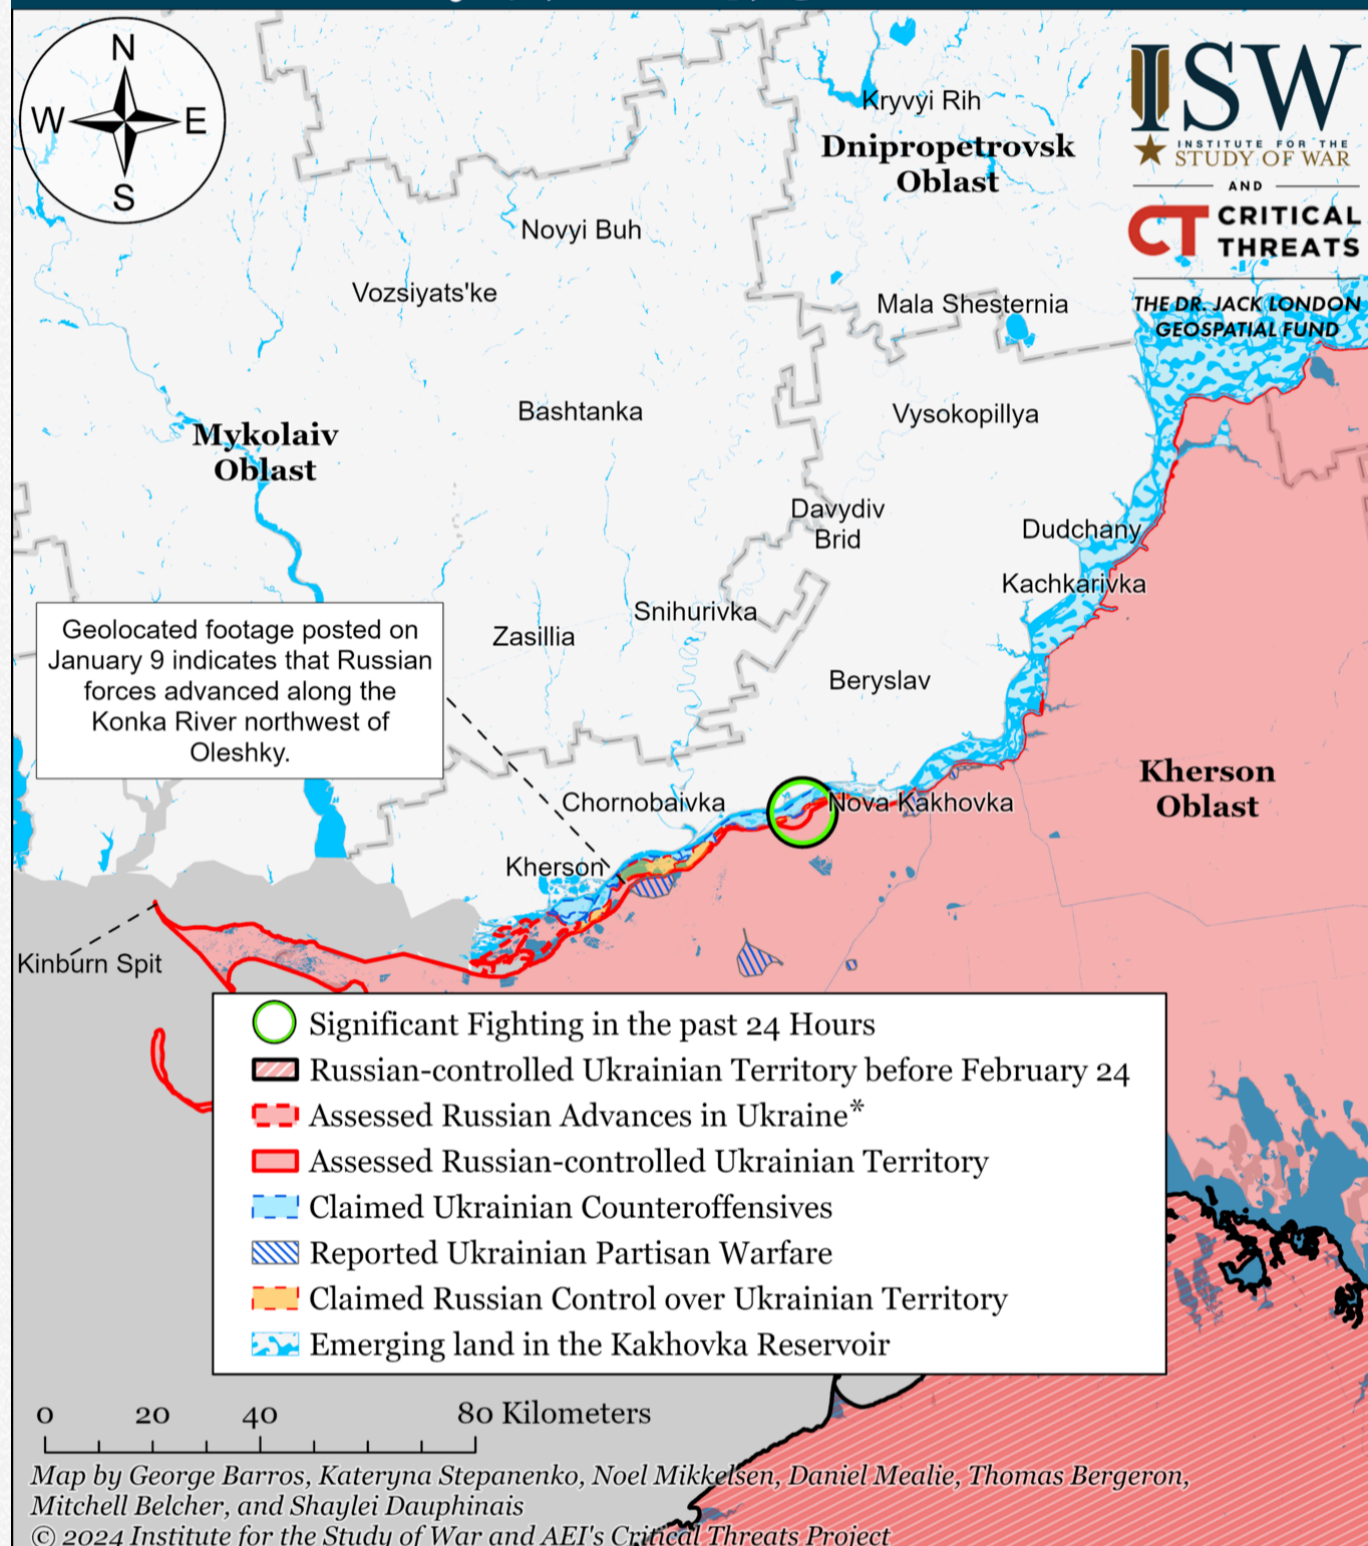 N
W E
S
ISW
INSTITUTE FOR THE
STUDY OF WAR
AND
CT CRITICAL
THREATS
THE DR. JACK LONDON
GEOSPATIAL FUND
Kryvyi Rih
Dnipropetrovsk
Oblast
Novyi Buh
Vozsiyats'ke
Mala Shesternia
Bashtanka
Vysokopillya
Mykolaiv
Oblast
Davydiv
Brid
Dudchany
Kachkarivka
Snihurivka
Zasillia
Geolocated footage posted on
January 9 indicates that Russian
forces advanced along the
Konka River northwest of
Oleshky.
Beryslav
Kherson
Oblast
Chornobaivka
Nova Kakhovka
Kherson
Kinburn Spit
Significant Fighting in the past 24 Hours
Russian-controlled Ukrainian Territory before February 24
Assessed Russian Advances in Ukraine*
Assessed Russian-controlled Ukrainian Territory
Claimed Ukrainian Counteroffensives
Reported Ukrainian Partisan Warfare
Claimed Russian Control over Ukrainian Territory
Emerging land in the Kakhovka Reservoir
0 20 40 80 Kilometers
Map by George Barros, Kateryna Stepanenko, Noel Mikkelsen, Daniel Mealie, Thomas Bergeron,
Mitchell Belcher, and Shaylei Dauphinais
© 2024 Institute for the Study of War and AEI's Critical Threats Project